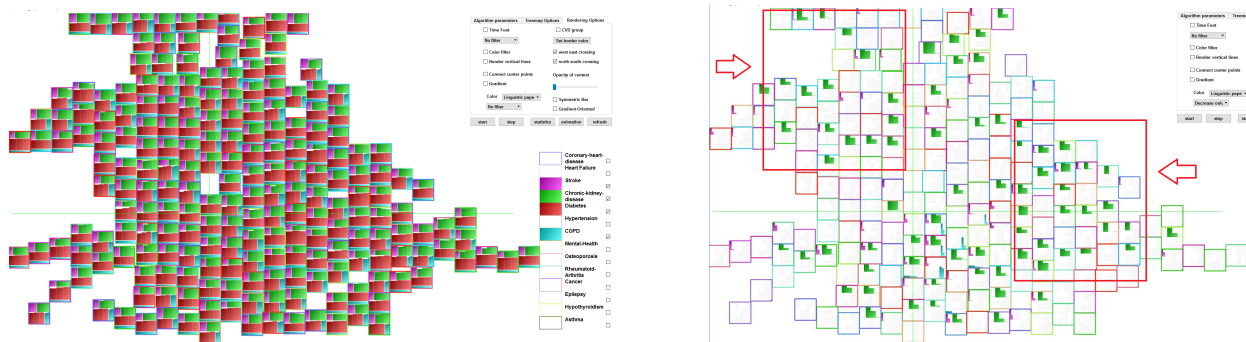 Algorithm parameters Treemap Options Rendering Options
Time Font
CVD group
No filter
Set border color
Color filter
west east crossing
Render vertical lines
north south crossing
Connect center points
Opacity of context
Gradient
Color Linguistic pape
Symmetric Bar
No filter
Gradient Oriented
start step statistics animation refresh
Coronary-heart-
disease
Heart Failure
Stroke
Chronic-kidney-
disease
Diabetes
Hypertension
COPD
Mental-Health
Osteoporosis
Rheumatoid-
Arthritis
Cancer
Epilepsy
Hypothyroidism
Asthma
Algorithm parameters Treemap Options
Time Font
No filter
Color filter
Render vertical lines
Connect center points
Gradient
Color Linguistic pape
Decrease only
start step